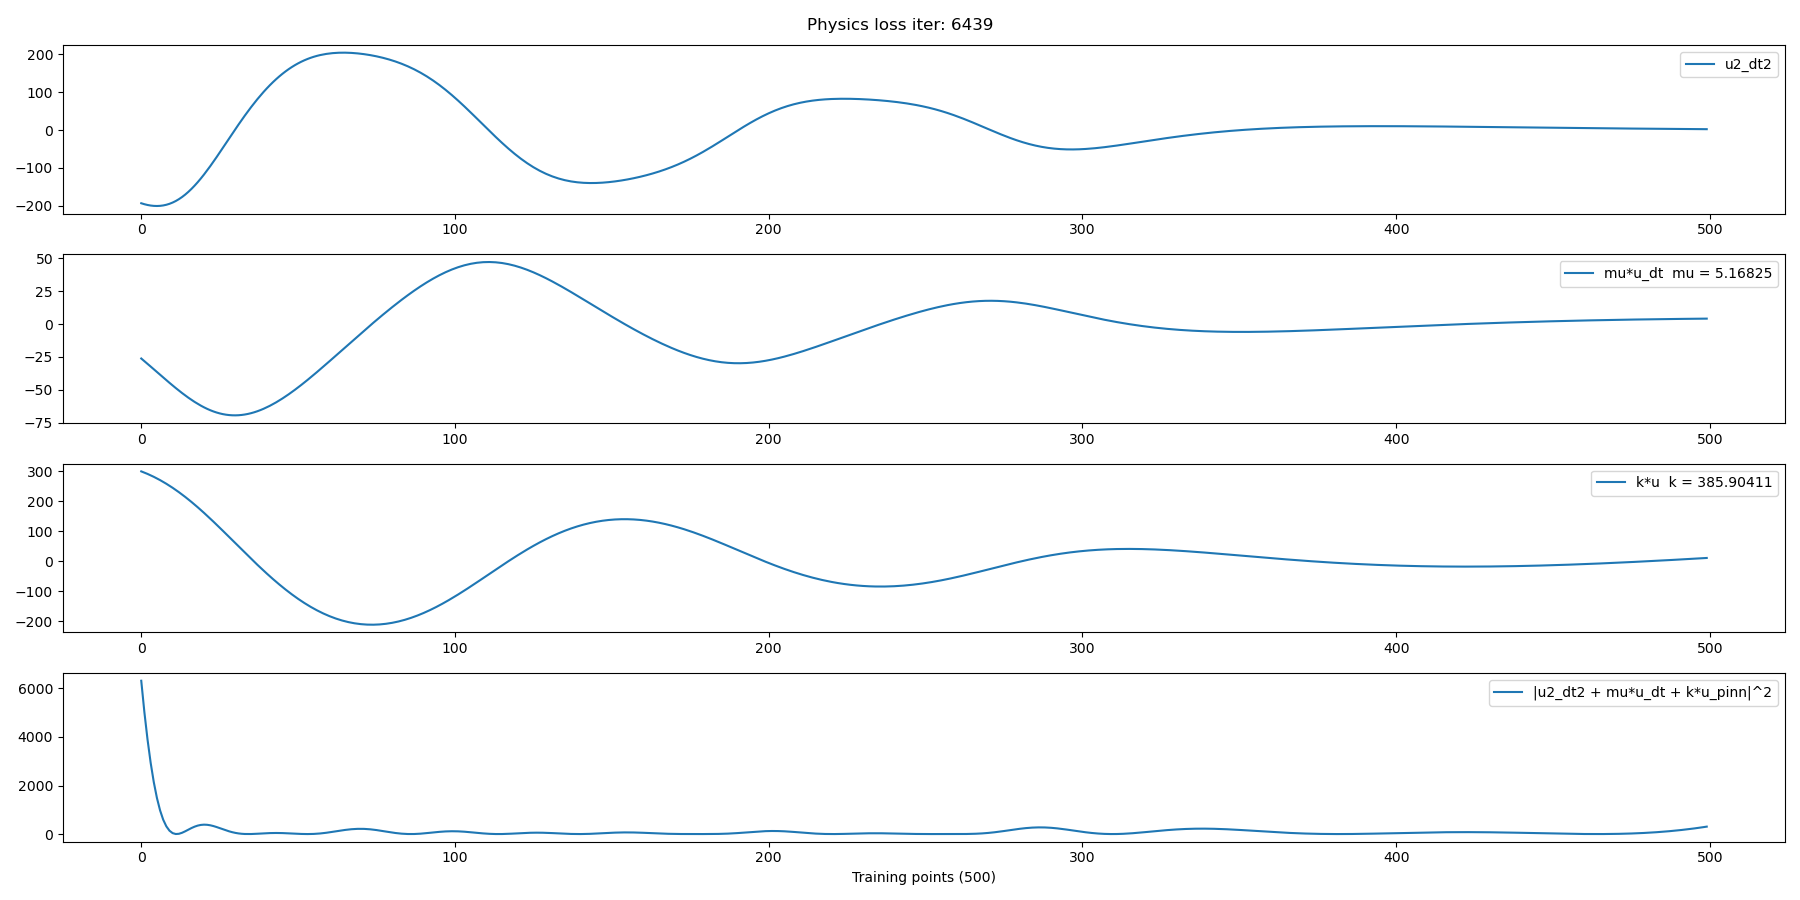 Physics loss iter: 6439
200
100
0
−100
−200
u2_dt2
0 100 200 300 400 500
50
25
0
−25
−50
−75
mu*u_dt mu = 5.16825
0 100 200 300 400 500
300
200
100
0
−100
−200
k*u k = 385.90411
0 100 200 300 400 500
6000
4000
2000
0
|u2_dt2 + mu*u_dt + k*u_pinn|^2
0 100 200 300 400 500
Training points (500)